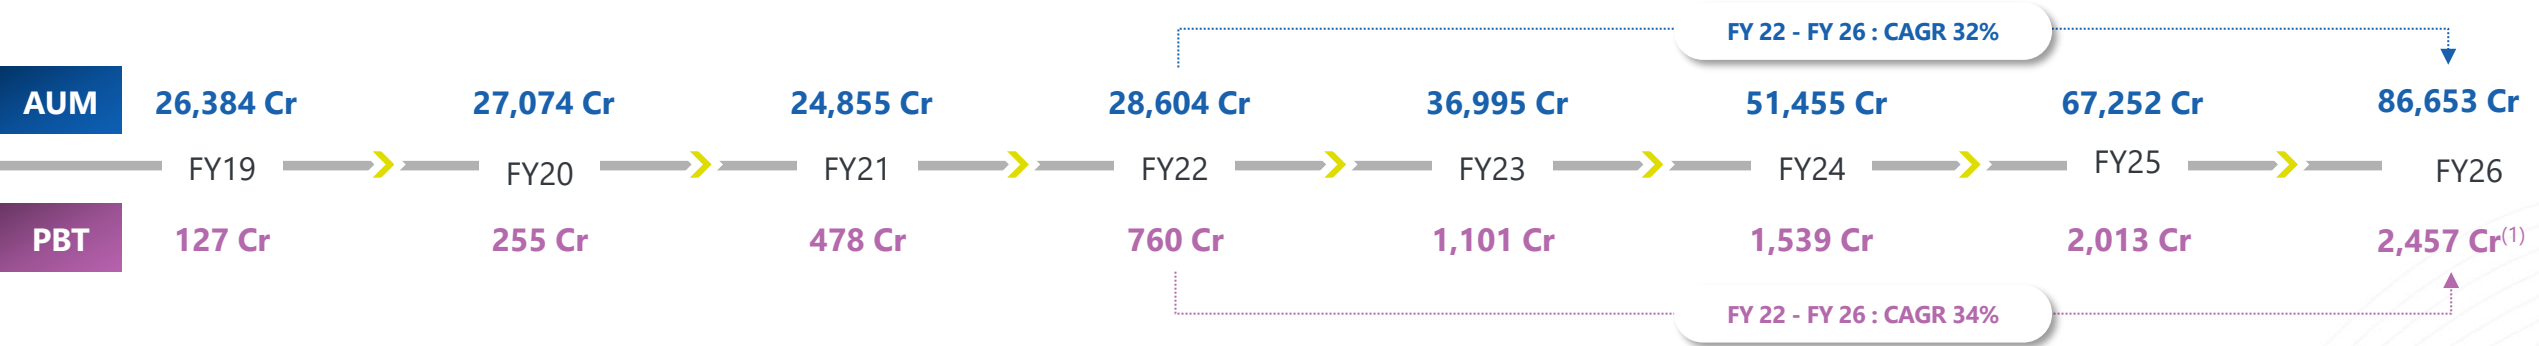 FY 22 - FY 26 : CAGR 32%
AUM 26,384 Cr 27,074 Cr 24,855 Cr 28,604 Cr 36,995 Cr 51,455 Cr 67,252 Cr 86,653 Cr
FY19 FY20 FY21 FY22 FY23 FY24 FY25 FY26
PBT 127 Cr 255 Cr 478 Cr 760 Cr 1,101 Cr 1,539 Cr 2,013 Cr 2,457 Cr(1)
FY 22 - FY 26 : CAGR 34%